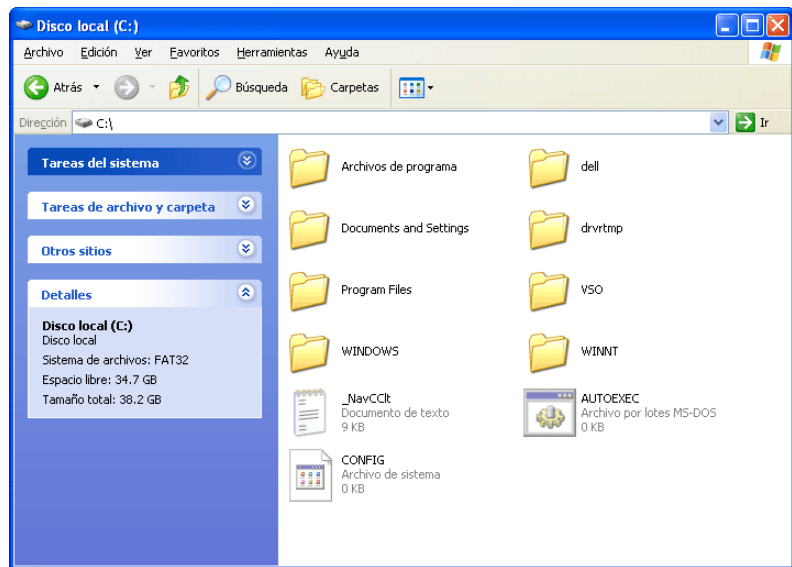 Disco local (C:)
Archivo Edición Ver Favoritos Herramientas Ayuda
Atrás Búsqueda Carpetas
Dirección C:\ Ir
Tareas del sistema
Tareas de archivo y carpeta
Otros sitios
Detalles
Disco local (C:)
Disco local
Sistema de archivos: FAT32
Espacio libre: 34.7 GB
Tamaño total: 38.2 GB
Archivos de programa
dell
Documents and Settings
drvrtmp
Program Files
VSO
WINDOWS
WINNT
_NavCClt
Documento de texto
9 KB
AUTOEXEC
Archivo por lotes MS-DOS
0 KB
CONFIG
Archivo de sistema
0 KB